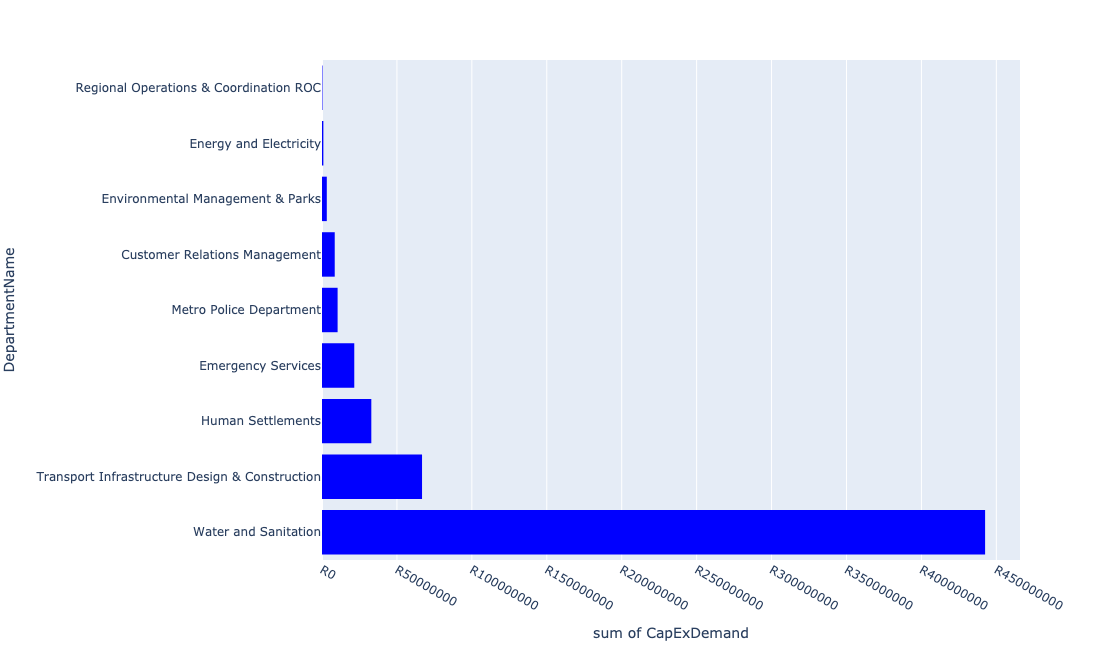 Regional Operations & Coordination ROC
Energy and Electricity
Environmental Management & Parks
Customer Relations Management
Metro Police Department
Emergency Services
Human Settlements
Transport Infrastructure Design & Construction
Water and Sanitation
DepartmentName
R0
R50000000
R100000000
R150000000
R200000000
R250000000
R300000000
R350000000
R400000000
R450000000
sum of CapExDemand